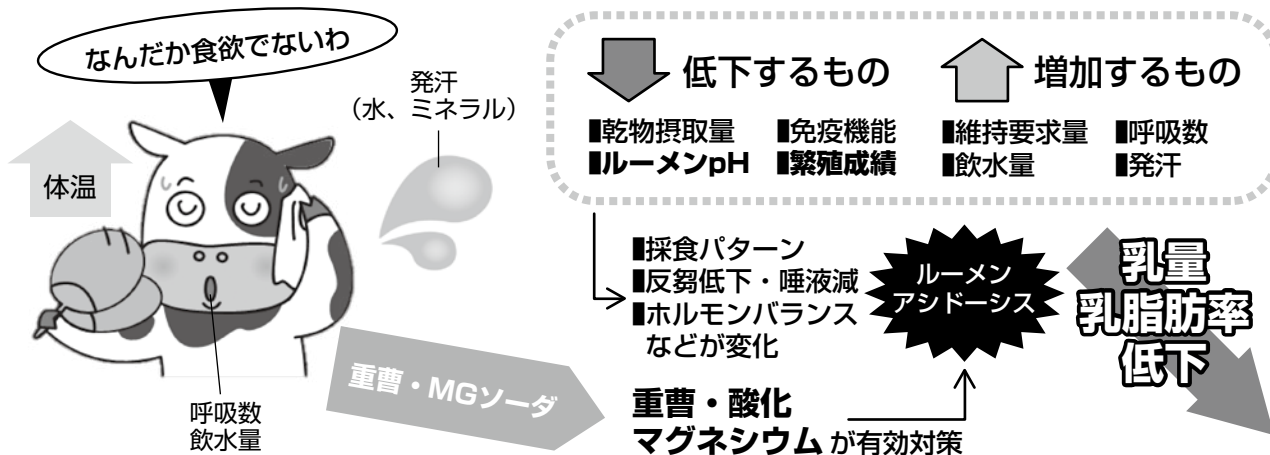 なんだか食欲でないわ
発汗
(水、ミネラル)
体温
呼吸数
飲水量
低下するもの
■乾物摂取量 ■免疫機能
■ルーメンpH ■繁殖成績
増加するもの
■維持要求量 ■呼吸数
■飲水量 ■発汗
■採食パターン
■反芻低下・唾液減
■ホルモンバランス
などが変化
ルーメン
アシドーシス
乳量
乳脂肪率
低下
重曹・MGソーダ
重曹・酸化
マグネシウム が有効対策